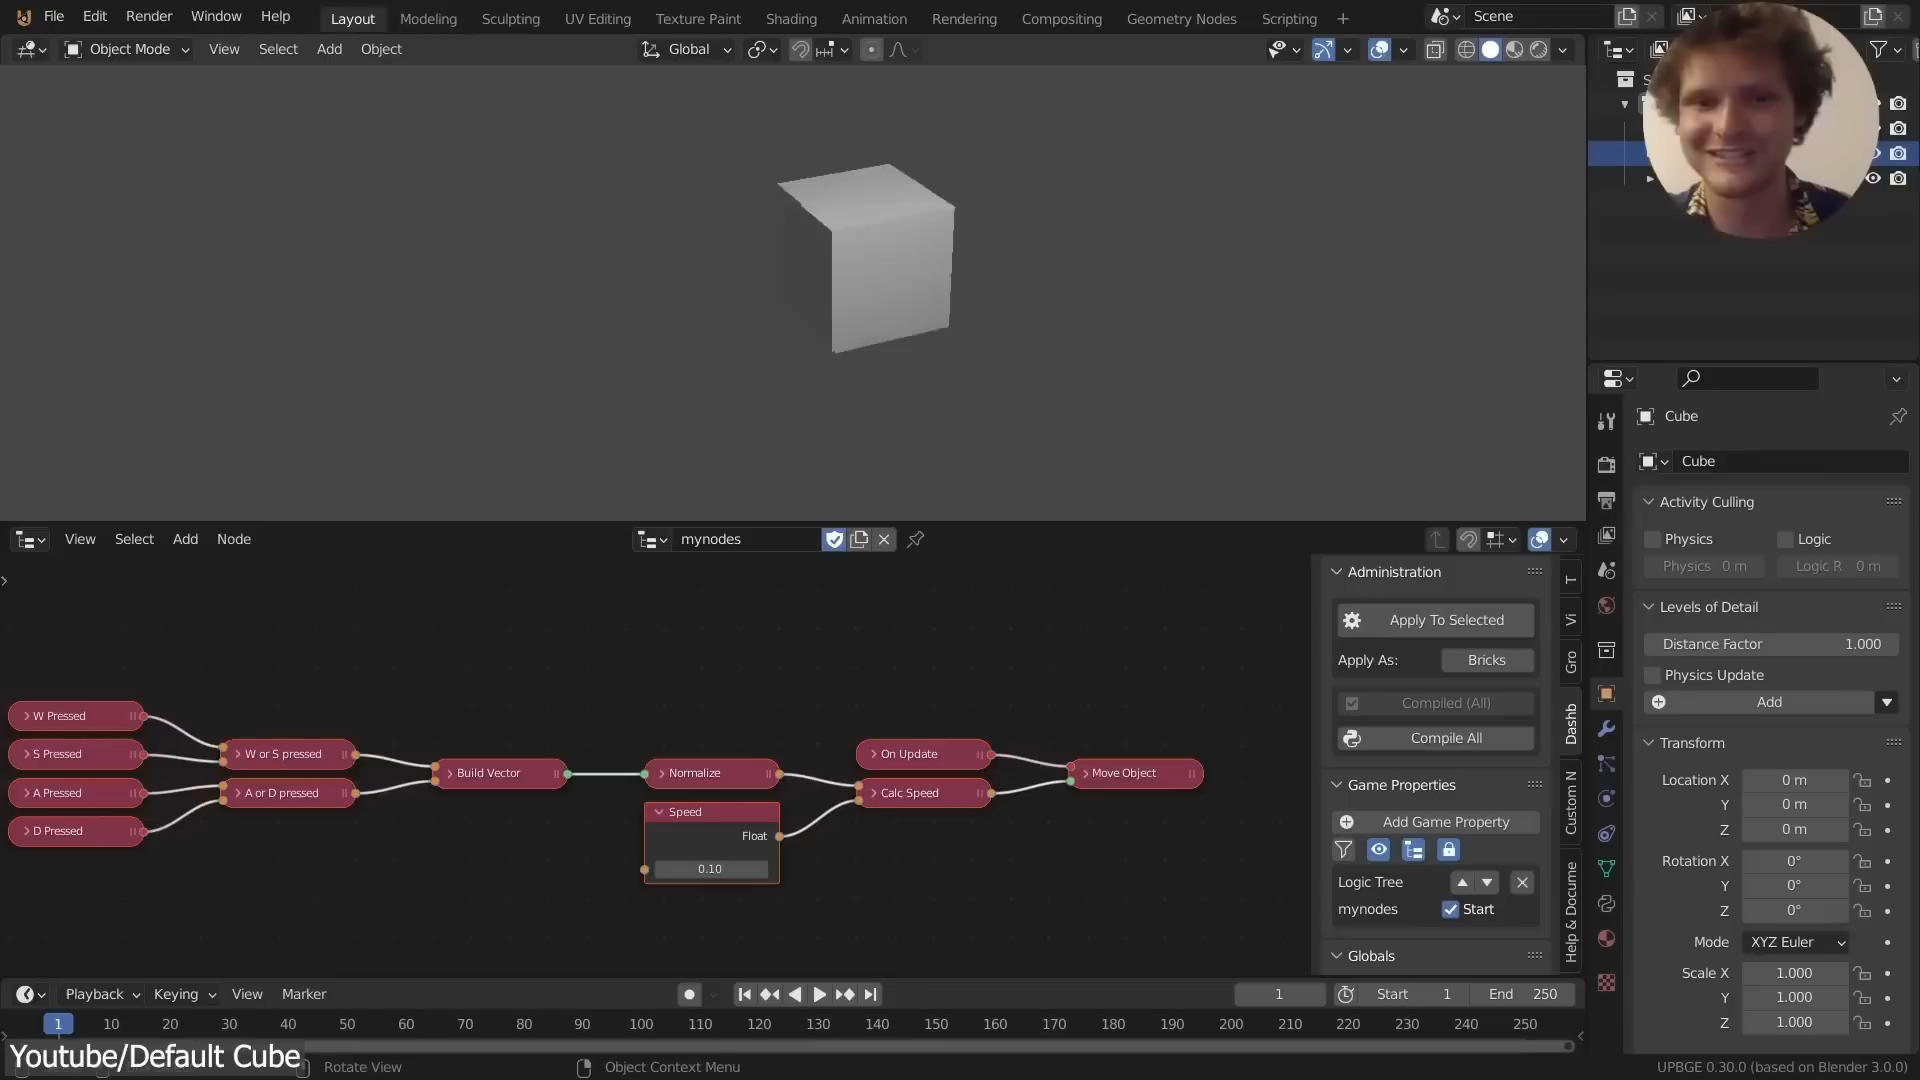 File Edit Render Window Help Layout Modeling Sculpting UV Editing Texture Paint Shading Animation Rendering Compositing Geometry Nodes Scripting + Scene
Object Mode View Select Add Object Global
Cube
Cube
Activity Culling
Physics Logic
Physics 0 m Logic R 0 m
Levels of Detail
Distance Factor 1.000
Physics Update
Add
Transform
Location X 0 m
Y 0 m
Z 0 m
Rotation X 0°
Y 0°
Z 0°
Mode XYZ Euler
Scale X 1.000
Y 1.000
Z 1.000
View Select Add Node mynodes
W Pressed
S Pressed
A Pressed
D Pressed
W or S pressed
A or D pressed
Build Vector
Normalize
Speed
Float
0.10
On Update
Calc Speed
Move Object
Administration
Apply To Selected
Apply As: Bricks
Compiled (All)
Compile All
Game Properties
Add Game Property
Logic Tree
mynodes Start
Globals
T
Vi
Gro
Dashb
Custom N
Help & Docume
Playback Keying View Marker 1 Start 1 End 250
1 10 20 30 40 50 60 70 80 90 100 110 120 130 140 150 160 170 180 190 200 210 220 230 240 250
Youtube/Default Cube
Rotate View Object Context Menu UPBGE 0.30.0 (based on Blender 3.0.0)